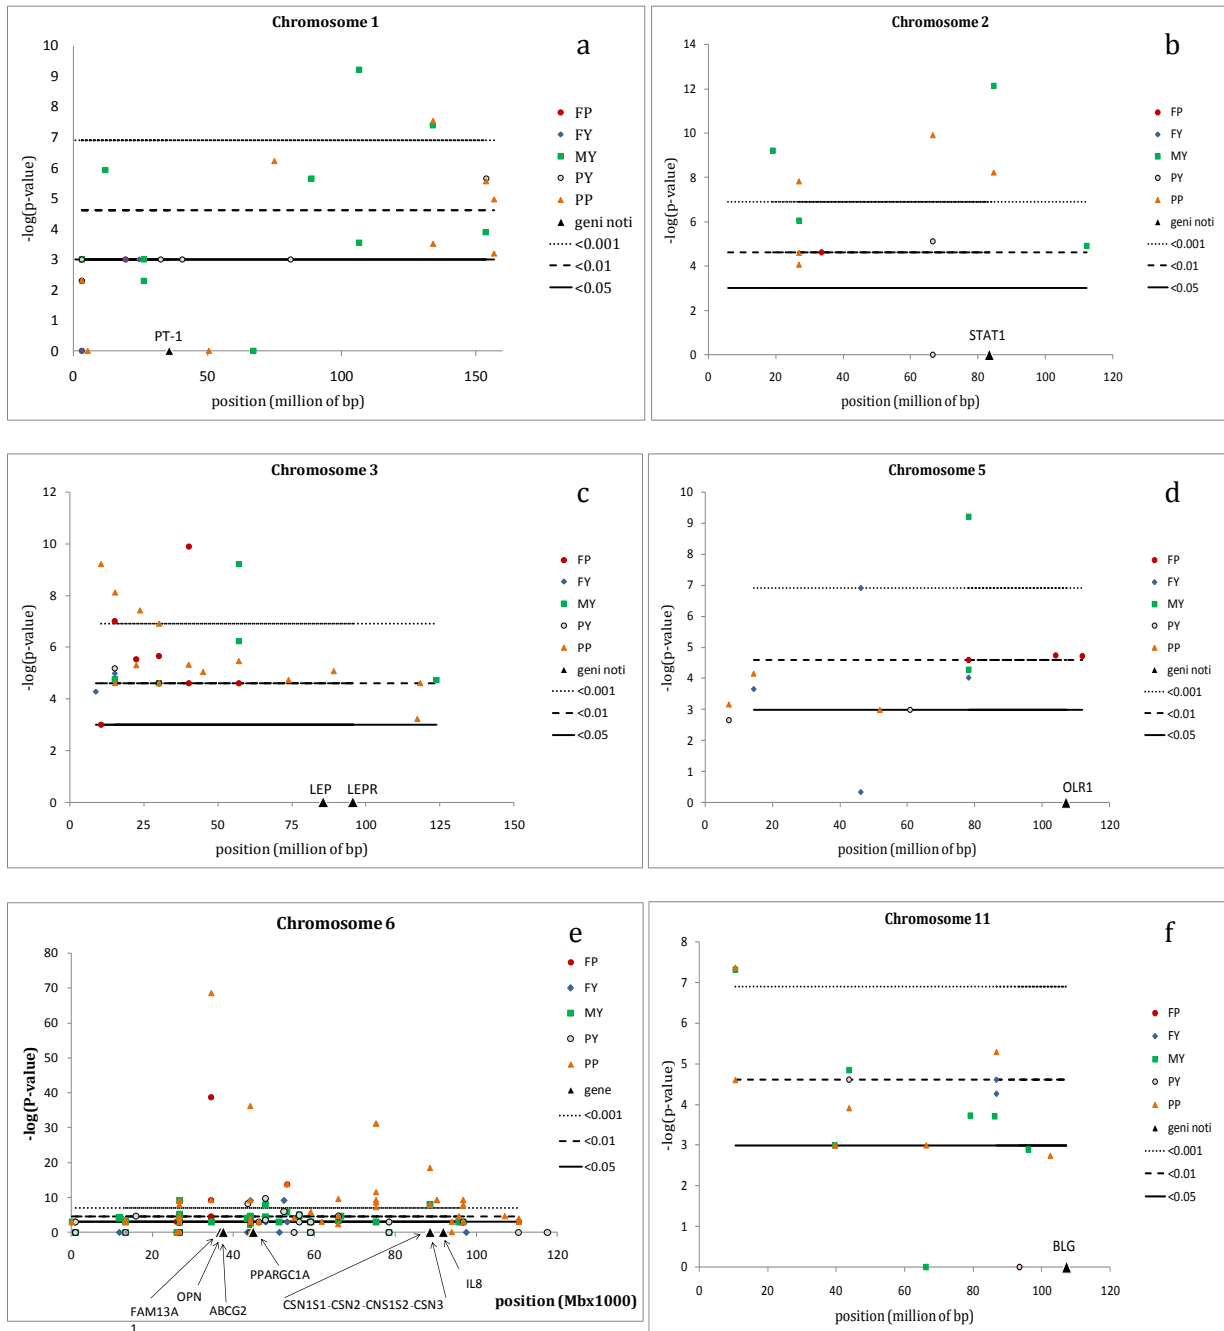 Chromosome 1
a
10
9
8
7
6
5
4
3
2
1
0
-log(p-value)
0 50 100 150
position (million of bp)
PT-1
FP
FY
MY
PY
PP
geni noti
<0.001
<0.01
<0.05
Chromosome 2
b
14
12
10
8
6
4
2
0
-log(p-value)
0 20 40 60 80 100 120
position (million of bp)
STAT1
FP
FY
MY
PY
PP
geni noti
<0.001
<0.01
<0.05
Chromosome 3
c
12
10
8
6
4
2
0
-log(p-value)
0 25 50 75 100 125 150
position (million of bp)
LEP LEPR
FP
FY
MY
PY
PP
geni noti
<0.001
<0.01
<0.05
Chromosome 5
d
10
9
8
7
6
5
4
3
2
1
0
-log(p-value)
0 20 40 60 80 100 120
position (million of bp)
OLR1
FP
FY
MY
PY
PP
geni noti
<0.001
<0.01
<0.05
Chromosome 6
e
80
70
60
50
40
30
20
10
0
-log(P-value)
0 20 40 60 80 100 120 140
position (Mbx1000)
FAM13A
1
OPN
ABCG2
PPARGC1A
CSN1S1-CSN2-CNS1S2-CSN3
IL8
FP
FY
MY
PY
PP
gene
<0.001
<0.01
<0.05
Chromosome 11
f
8
7
6
5
4
3
2
1
0
-log(p-value)
0 20 40 60 80 100 120
position (million of bp)
BLG
FP
FY
MY
PY
PP
geni noti
<0.001
<0.01
<0.05